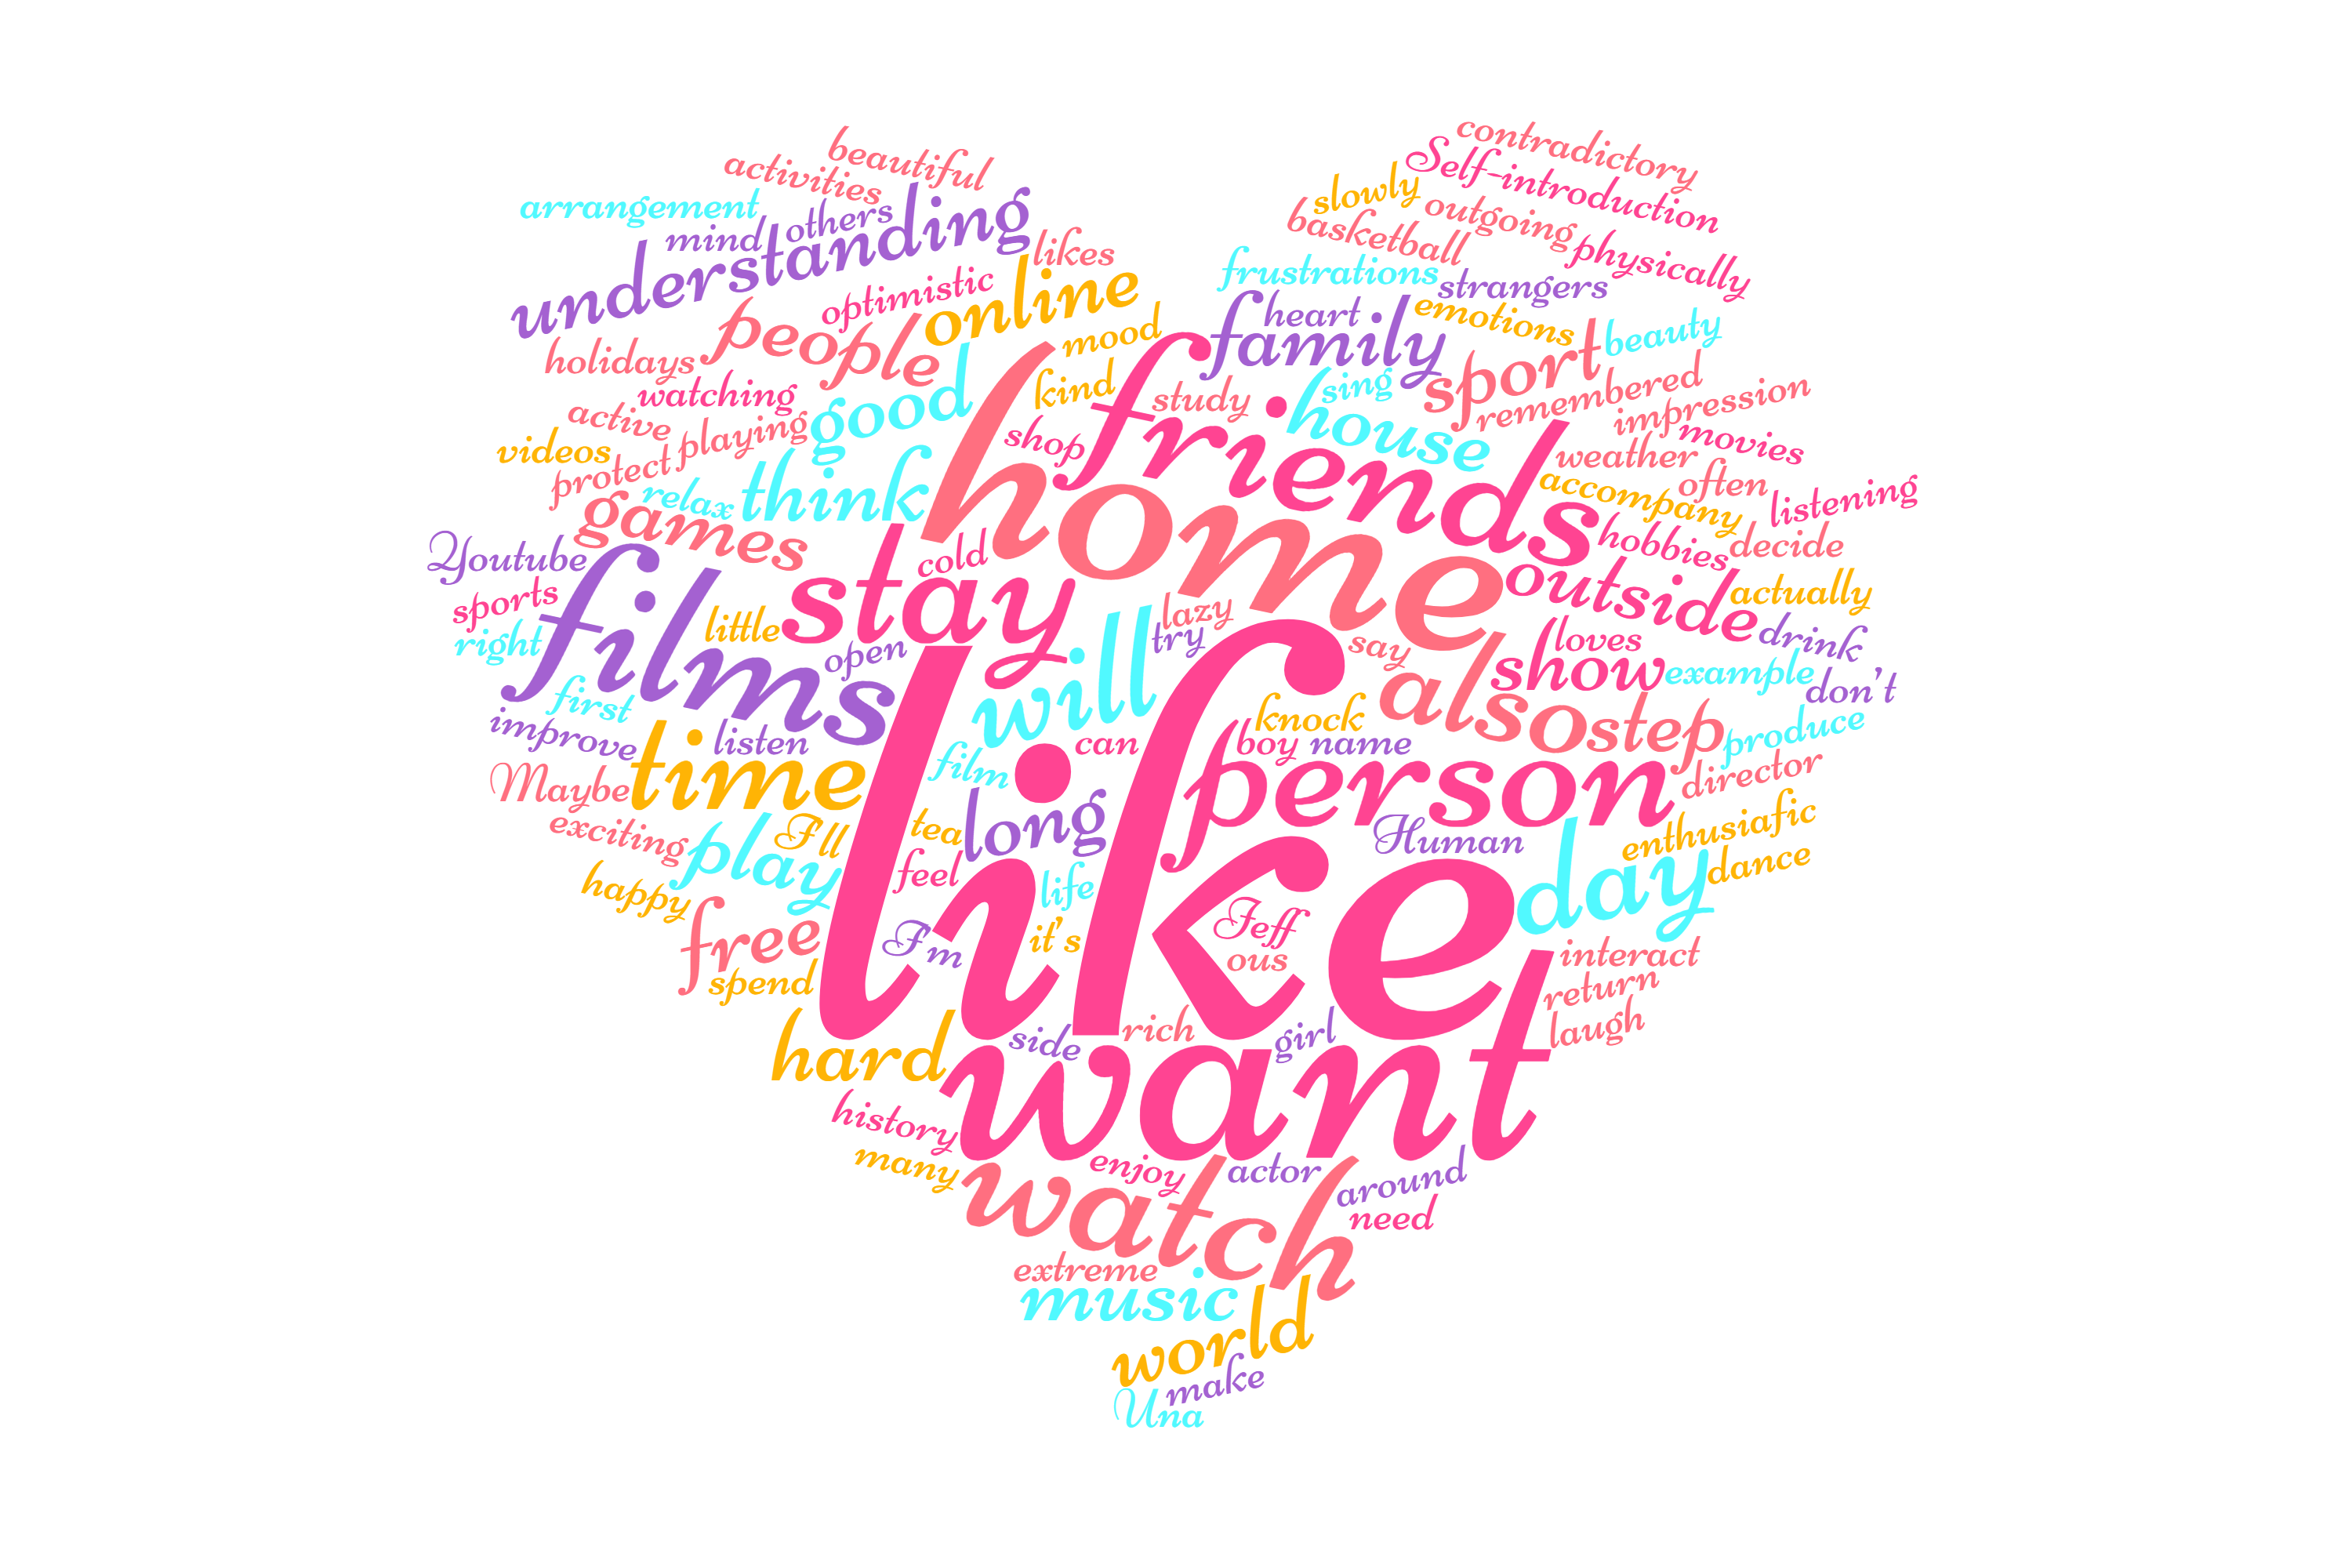 beautiful
activities
arrangement
mind
others
understanding
likes
optimistic
people
online
mood
holidays
watching
good
kind
active
playing
videos
protect
relax
think
games
shop
study
contradictory
Self-introduction
slowly
outgoing
basketball
physically
frustrations
strangers
heart
emotions
family
beauty
sport
sing
remembered
house
impression
movies
weather
often
accompany
listening
friends
home
hobbies
decide
Youtube
cold
stay
outside
actually
sports
films
little
lazy
try
drink
right
open
say
loves
show
example
don't
will
also
first
knock
step
produce
improve
listen
can
boy
name
time
film
person
director
Maybe
like
exciting
play
I'll
tea
long
Human
enthusiafic
feel
life
day
dance
happy
free
I'm
it's
Jeff
ous
interact
spend
return
laugh
hard
side
rich
girl
want
history
many
enjoy
actor
around
watch
need
extreme
music
world
make
Una